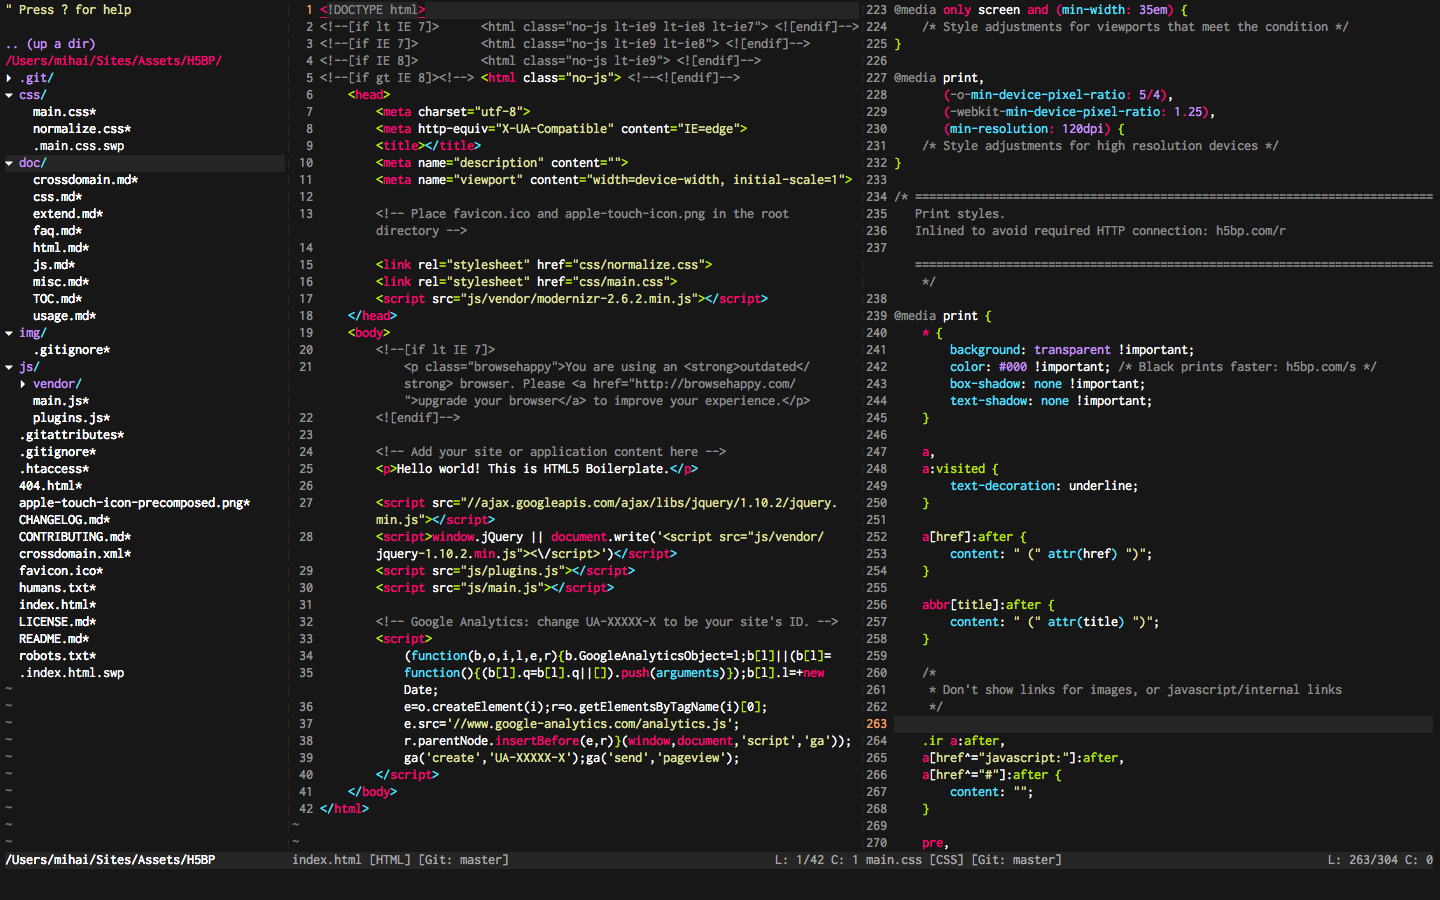 " Press ? for help
.. (up a dir)
/Users/mihai/Sites/Assets/H5BP/
▸ .git/
▾ css/
main.css*
normalize.css*
.main.css.swp
▾ doc/
crossdomain.md*
css.md*
extend.md*
faq.md*
html.md*
js.md*
misc.md*
TOC.md*
usage.md*
▾ img/
.gitignore*
▾ js/
▸ vendor/
main.js*
plugins.js*
.gitattributes*
.gitignore*
.htaccess*
404.html*
apple-touch-icon-precomposed.png*
CHANGELOG.md*
CONTRIBUTING.md*
crossdomain.xml*
favicon.ico*
humans.txt*
index.html*
LICENSE.md*
README.md*
robots.txt*
.index.html.swp
~
~
~
~
~
~
~
~
~
~
/Users/mihai/Sites/Assets/H5BP
1 <!DOCTYPE html>
2 <!--[if lt IE 7]>      <html class="no-js lt-ie9 lt-ie8 lt-ie7"> <![endif]-->
3 <!--[if IE 7]>         <html class="no-js lt-ie9 lt-ie8"> <![endif]-->
4 <!--[if IE 8]>         <html class="no-js lt-ie9"> <![endif]-->
5 <!--[if gt IE 8]><!--> <html class="no-js"> <!--<![endif]-->
6     <head>
7         <meta charset="utf-8">
8         <meta http-equiv="X-UA-Compatible" content="IE=edge">
9         <title></title>
10         <meta name="description" content="">
11         <meta name="viewport" content="width=device-width, initial-scale=1">
12
13         <!-- Place favicon.ico and apple-touch-icon.png in the root
directory -->
14
15         <link rel="stylesheet" href="css/normalize.css">
16         <link rel="stylesheet" href="css/main.css">
17         <script src="js/vendor/modernizr-2.6.2.min.js"></script>
18     </head>
19     <body>
20         <!--[if lt IE 7]>
21             <p class="browsehappy">You are using an <strong>outdated</
strong> browser. Please <a href="http://browsehappy.com/
">upgrade your browser</a> to improve your experience.</p>
22         <![endif]-->
23
24         <!-- Add your site or application content here -->
25         <p>Hello world! This is HTML5 Boilerplate.</p>
26
27         <script src="//ajax.googleapis.com/ajax/libs/jquery/1.10.2/jquery.
min.js"></script>
28         <script>window.jQuery || document.write('<script src="js/vendor/
jquery-1.10.2.min.js"><\/script>')</script>
29         <script src="js/plugins.js"></script>
30         <script src="js/main.js"></script>
31
32         <!-- Google Analytics: change UA-XXXXX-X to be your site's ID. -->
33         <script>
34             (function(b,o,i,l,e,r){b.GoogleAnalyticsObject=l;b[l]||(b[l]=
35             function(){(b[l].q=b[l].q||[]).push(arguments)});b[l].l=+new
Date;
36             e=o.createElement(i);r=o.getElementsByTagName(i)[0];
37             e.src='//www.google-analytics.com/analytics.js';
38             r.parentNode.insertBefore(e,r)}(window,document,'script','ga'));
39             ga('create','UA-XXXXX-X');ga('send','pageview');
40         </script>
41     </body>
42 </html>
~
~
index.html [HTML] [Git: master] L: 1/42 C: 1
223 @media only screen and (min-width: 35em) {
224     /* Style adjustments for viewports that meet the condition */
225 }
226
227 @media print,
228        (-o-min-device-pixel-ratio: 5/4),
229        (-webkit-min-device-pixel-ratio: 1.25),
230        (min-resolution: 120dpi) {
231     /* Style adjustments for high resolution devices */
232 }
233
234 /* ==========================================================================
235    Print styles.
236    Inlined to avoid required HTTP connection: h5bp.com/r
237
==========================================================================
*/
238
239 @media print {
240     * {
241         background: transparent !important;
242         color: #000 !important; /* Black prints faster: h5bp.com/s */
243         box-shadow: none !important;
244         text-shadow: none !important;
245     }
246
247     a,
248     a:visited {
249         text-decoration: underline;
250     }
251
252     a[href]:after {
253         content: " (" attr(href) ")";
254     }
255
256     abbr[title]:after {
257         content: " (" attr(title) ")";
258     }
259
260     /*
261      * Don't show links for images, or javascript/internal links
262      */
263
264     .ir a:after,
265     a[href^="javascript:"]:after,
266     a[href^="#"]:after {
267         content: "";
268     }
269
270     pre,
main.css [CSS] [Git: master] L: 263/304 C: 0